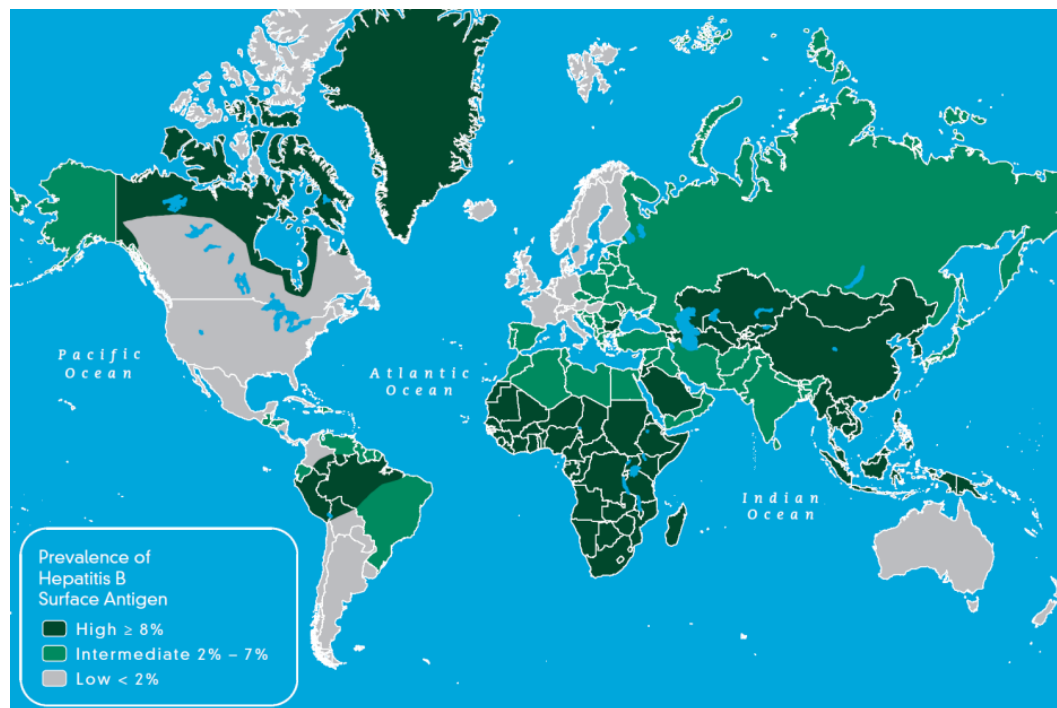 Pacific
Ocean
Atlantic
Ocean
Indian
Ocean
Prevalence of
Hepatitis B
Surface Antigen
High ≥ 8%
Intermediate 2% – 7%
Low < 2%